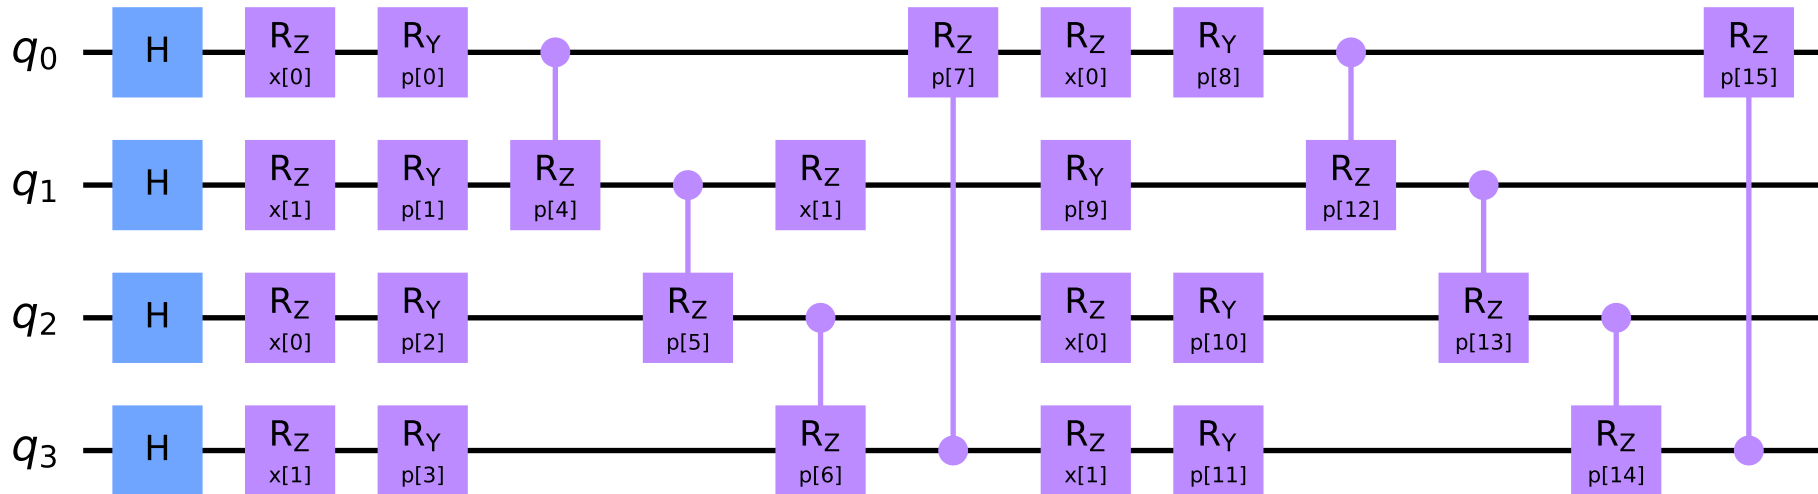 q0 H RZ x[0] RY p[0] RZ p[7] RZ x[0] RY p[8] RZ p[15]
q1 H RZ x[1] RY p[1] RZ p[4] RZ x[1] RY p[9] RZ p[12]
q2 H RZ x[0] RY p[2] RZ p[5] RZ x[0] RY p[10] RZ p[13]
q3 H RZ x[1] RY p[3] RZ p[6] RZ x[1] RY p[11] RZ p[14]